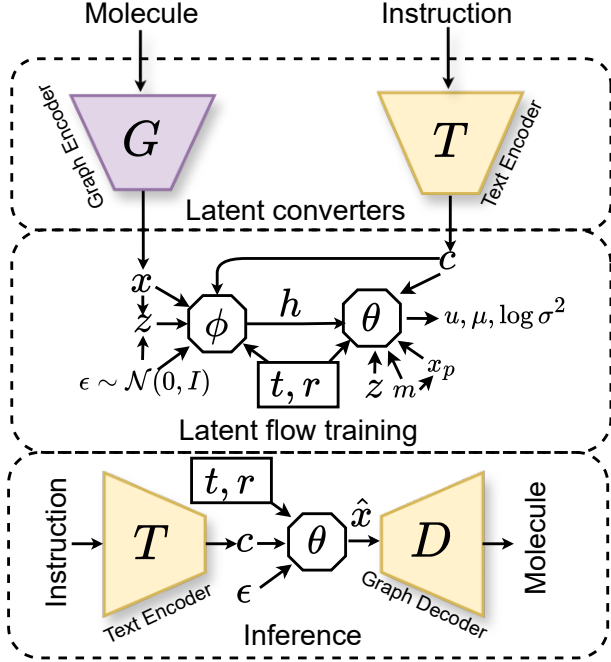 Molecule
Instruction
Graph Encoder
G
T
Text Encoder
Latent converters
x
c
z
ϕ
h
θ
u, μ, log σ²
ϵ ∼ 𝒩(0, I)
t, r
z
m
x_p
Latent flow training
t, r
Instruction
T
Text Encoder
c
ϵ
θ
x̂
D
Graph Decoder
Molecule
Inference